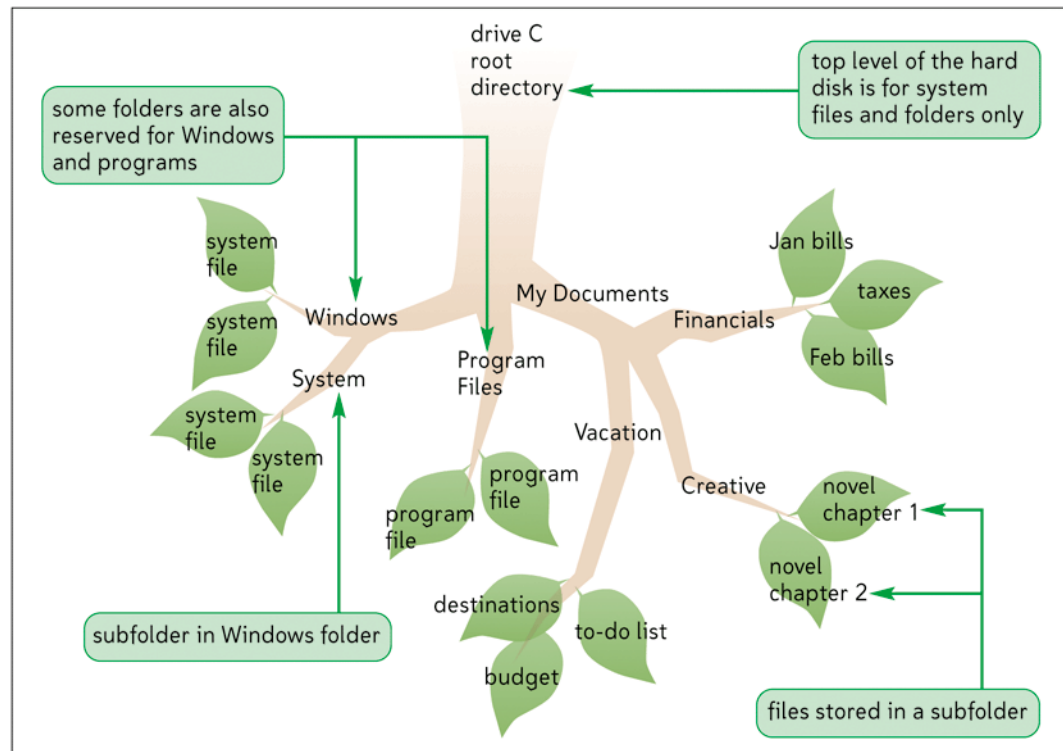 drive C
root
directory
top level of the hard
disk is for system
files and folders only
some folders are also
reserved for Windows
and programs
system
file
system
file
Windows
System
system
file
system
file
Program
Files
program
file
program
file
My Documents
Financials
Jan bills
taxes
Feb bills
Vacation
destinations
to-do list
budget
Creative
novel
chapter 1
novel
chapter 2
subfolder in Windows folder
files stored in a subfolder